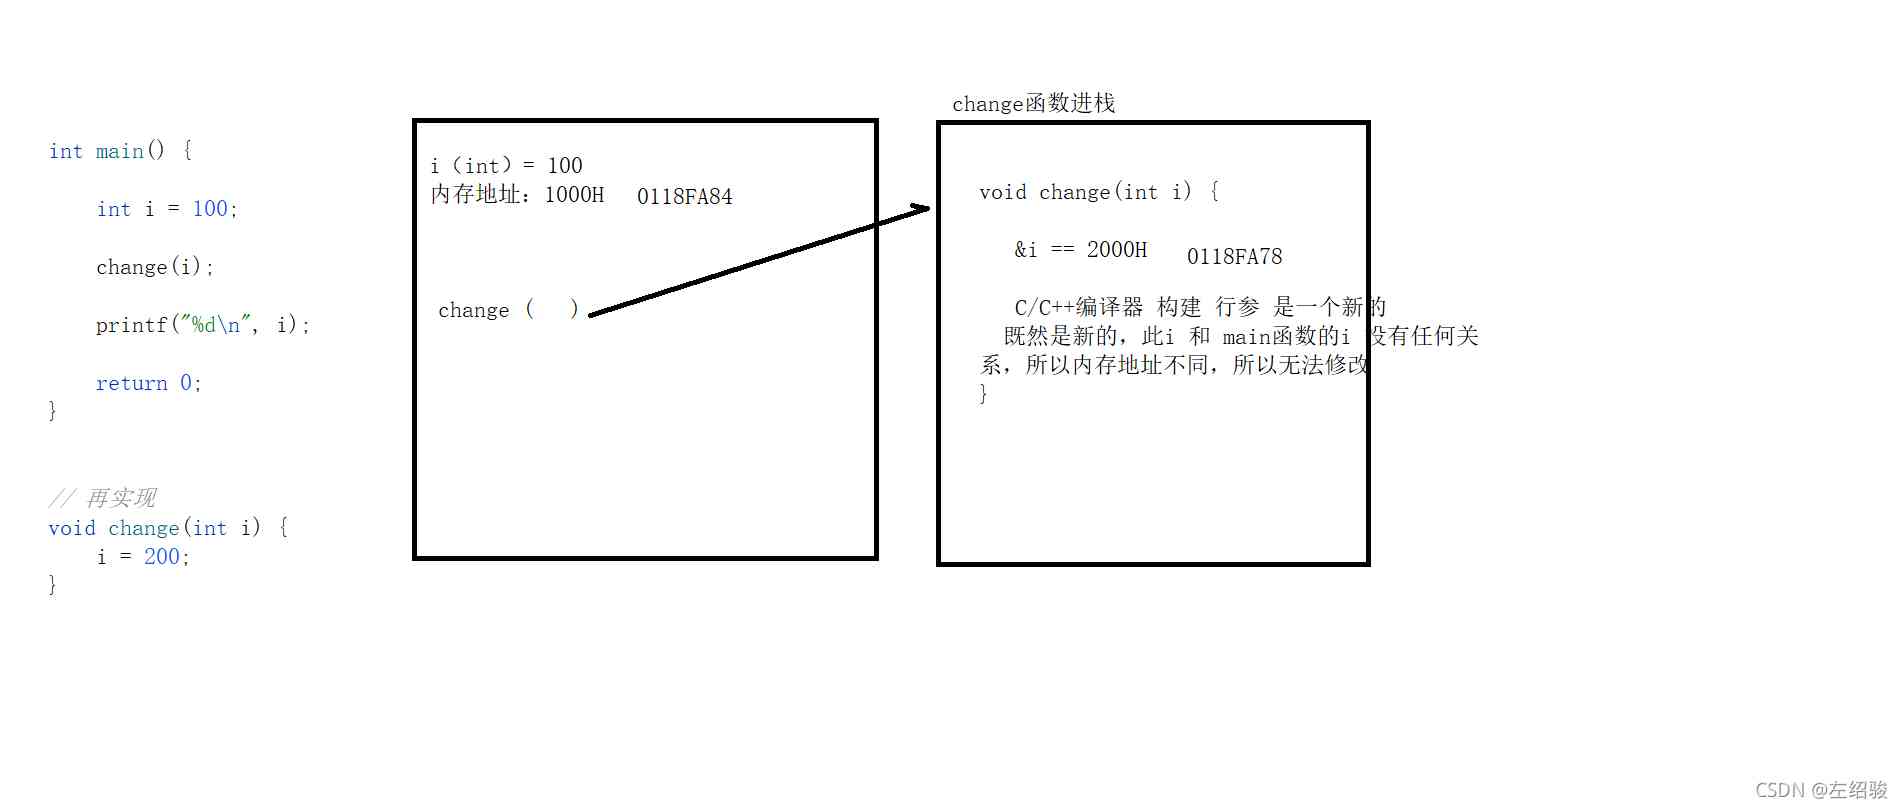 int main() {
int i = 100;
change(i);
printf("%d\n", i);
return 0;
}
// 再实现
void change(int i) {
i = 200;
}
i（int）= 100
内存地址：1000H 0118FA84
change（ ）
change函数进栈
void change(int i) {
&i == 2000H 0118FA78
C/C++编译器 构建 行参 是一个新的
既然是新的，此i 和 main函数的i 没有任何关
系，所以内存地址不同，所以无法修改
}
CSDN @左绍骏